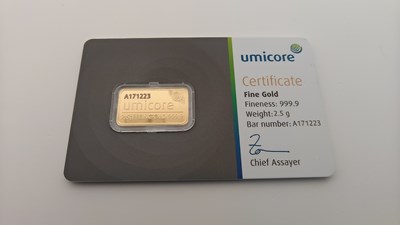 A171223
umicore
umicore
Certificate
Fine Gold
Fineness: 999.9
Weight: 2.5 g
Bar number: A171223
Chief Assayer